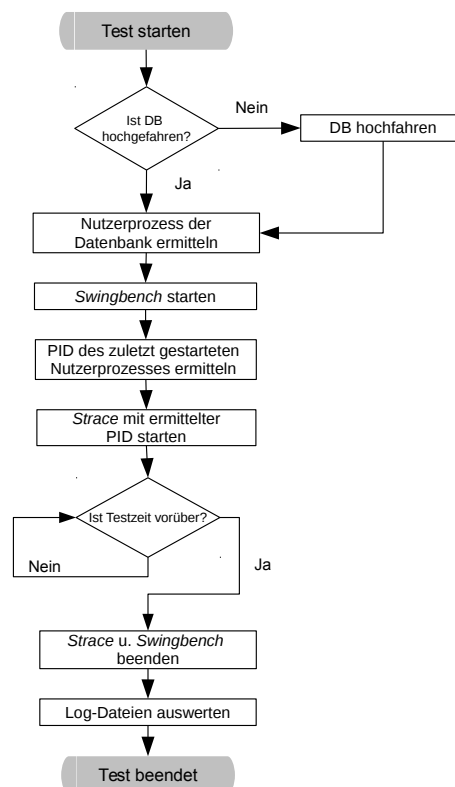 Test starten
Ist DB
hochgefahren?
Nein
DB hochfahren
Ja
Nutzerprozess der
Datenbank ermitteln
Swingbench starten
PID des zuletzt gestarteten
Nutzerprozesses ermitteln
Strace mit ermittelter
PID starten
Ist Testzeit vorüber?
Nein
Ja
Strace u. Swingbench
beenden
Log-Dateien auswerten
Test beendet